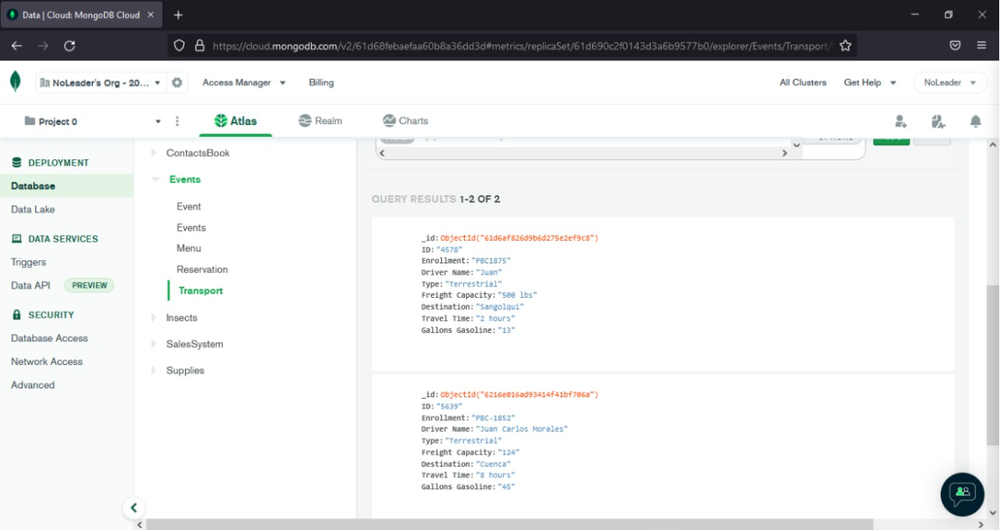 Data | Cloud: MongoDB Cloud
https://cloud.mongodb.com/v2/61d68febaefaa60b8a36dd3d#metrics/replicaSet/61d690c2f0143d3a6b9577b0/explorer/Events/Transport/
NoLeader's Org - 20...
Access Manager
Billing
All Clusters
Get Help
NoLeader
Project 0
Atlas
Realm
Charts
DEPLOYMENT
Database
Data Lake
DATA SERVICES
Triggers
Data API PREVIEW
SECURITY
Database Access
Network Access
Advanced
ContactsBook
Events
Event
Events
Menu
Reservation
Transport
Insects
SalesSystem
Supplies
QUERY RESULTS 1-2 OF 2
_id: ObjectId("61d6af826d9b6d275e2ef9c8")
ID: "4578"
Enrollment: "PBC1875"
Driver Name: "Juan"
Type: "Terrestrial"
Freight Capacity: "500 lbs"
Destination: "Sangolqui"
Travel Time: "2 hours"
Gallons Gasoline: "13"
_id: ObjectId("6216e016ad93414f41bf706a")
ID: "5639"
Enrollment: "PBC-1852"
Driver Name: "Juan Carlos Morales"
Type: "Terrestrial"
Freight Capacity: "124"
Destination: "Cuenca"
Travel Time: "8 hours"
Gallons Gasoline: "45"